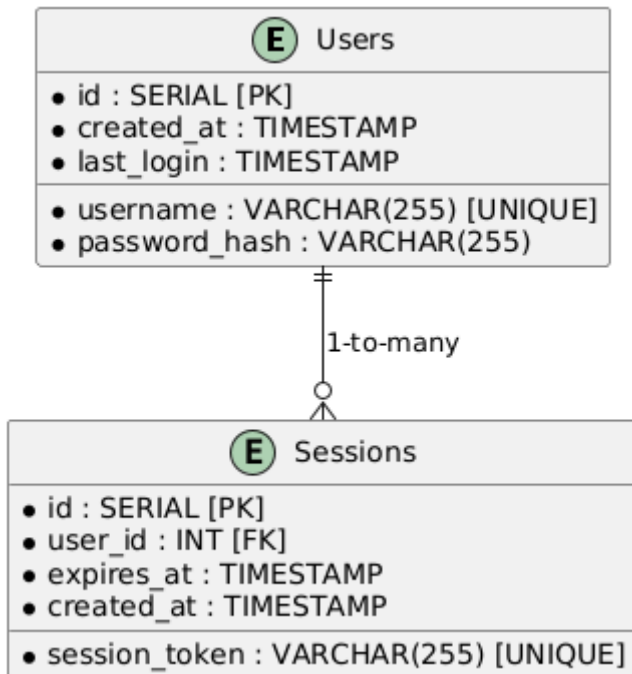 E Users
• id : SERIAL [PK]
• created_at : TIMESTAMP
• last_login : TIMESTAMP
• username : VARCHAR(255) [UNIQUE]
• password_hash : VARCHAR(255)
1-to-many
E Sessions
• id : SERIAL [PK]
• user_id : INT [FK]
• expires_at : TIMESTAMP
• created_at : TIMESTAMP
• session_token : VARCHAR(255) [UNIQUE]